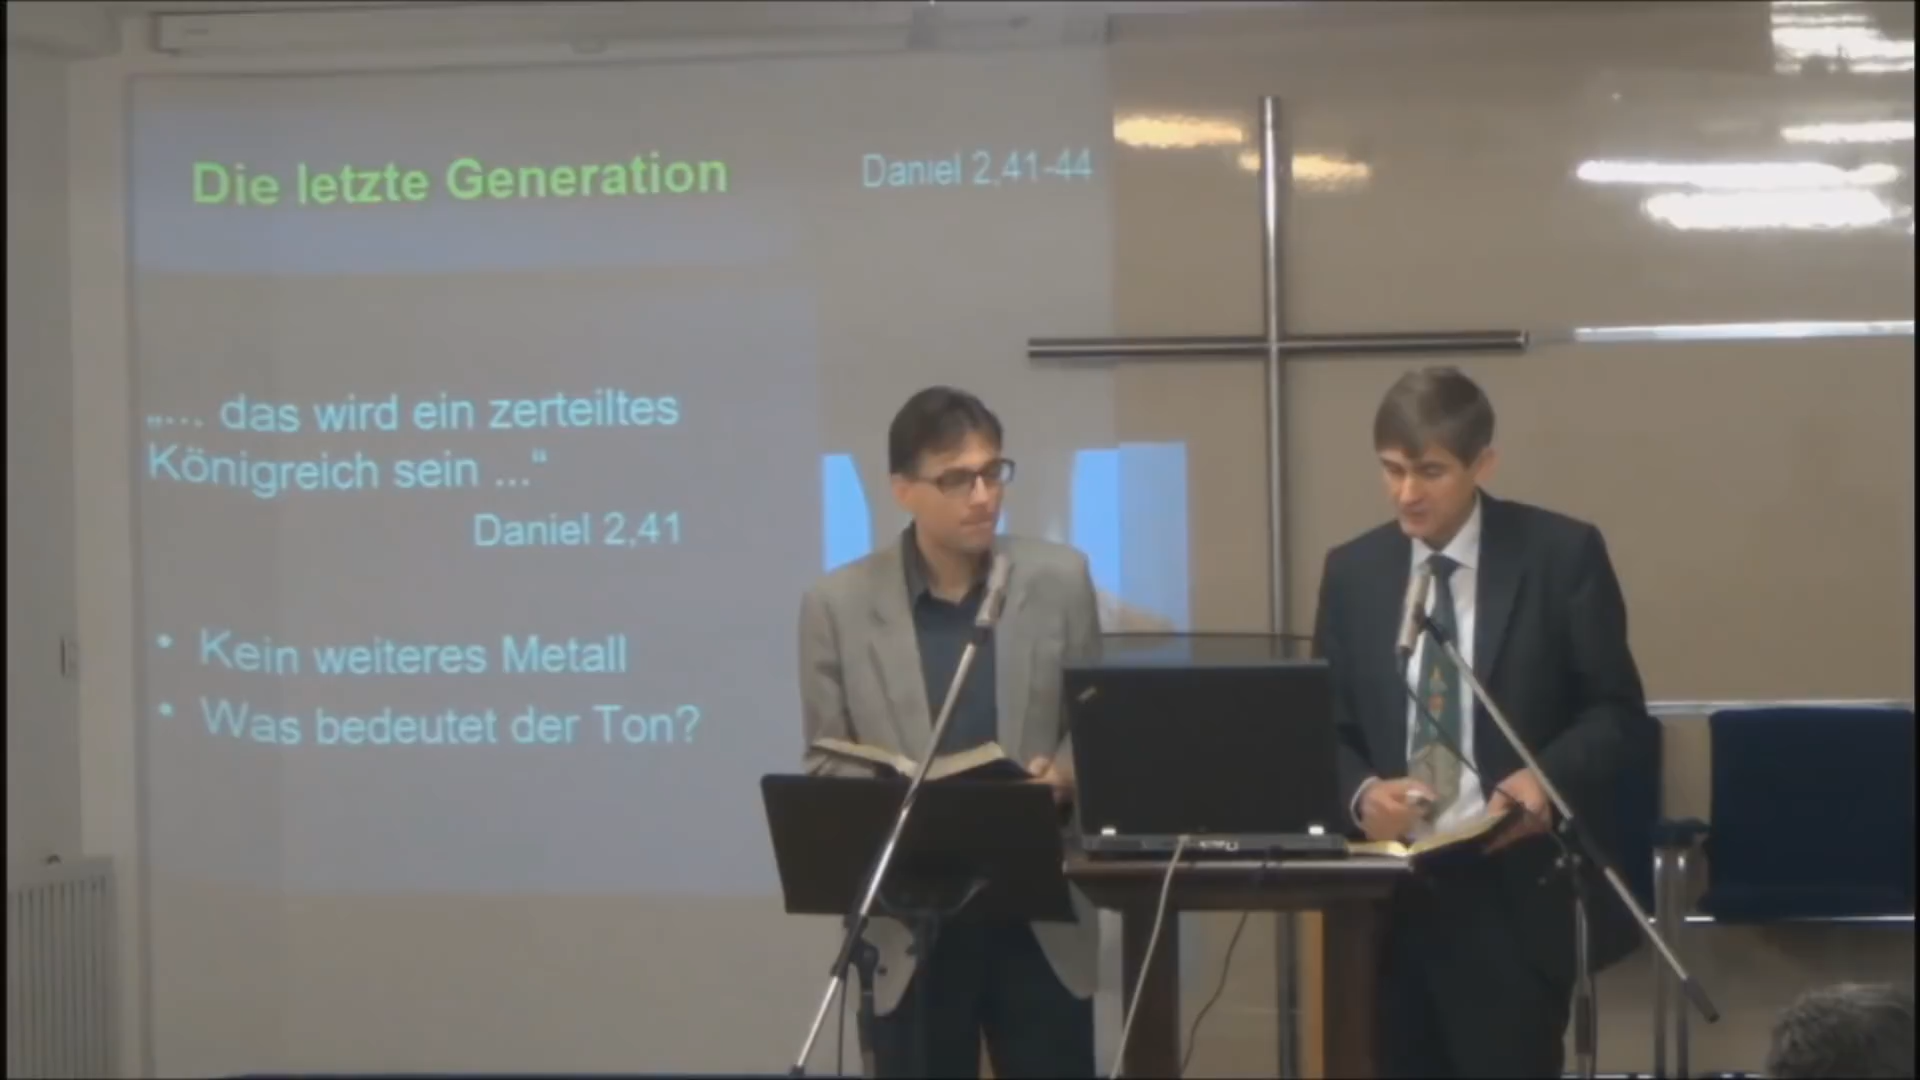 Die letzte Generation
Daniel 2,41-44
„... das wird ein zerteiltes
Königreich sein ...“
Daniel 2,41
• Kein weiteres Metall
• Was bedeutet der Ton?